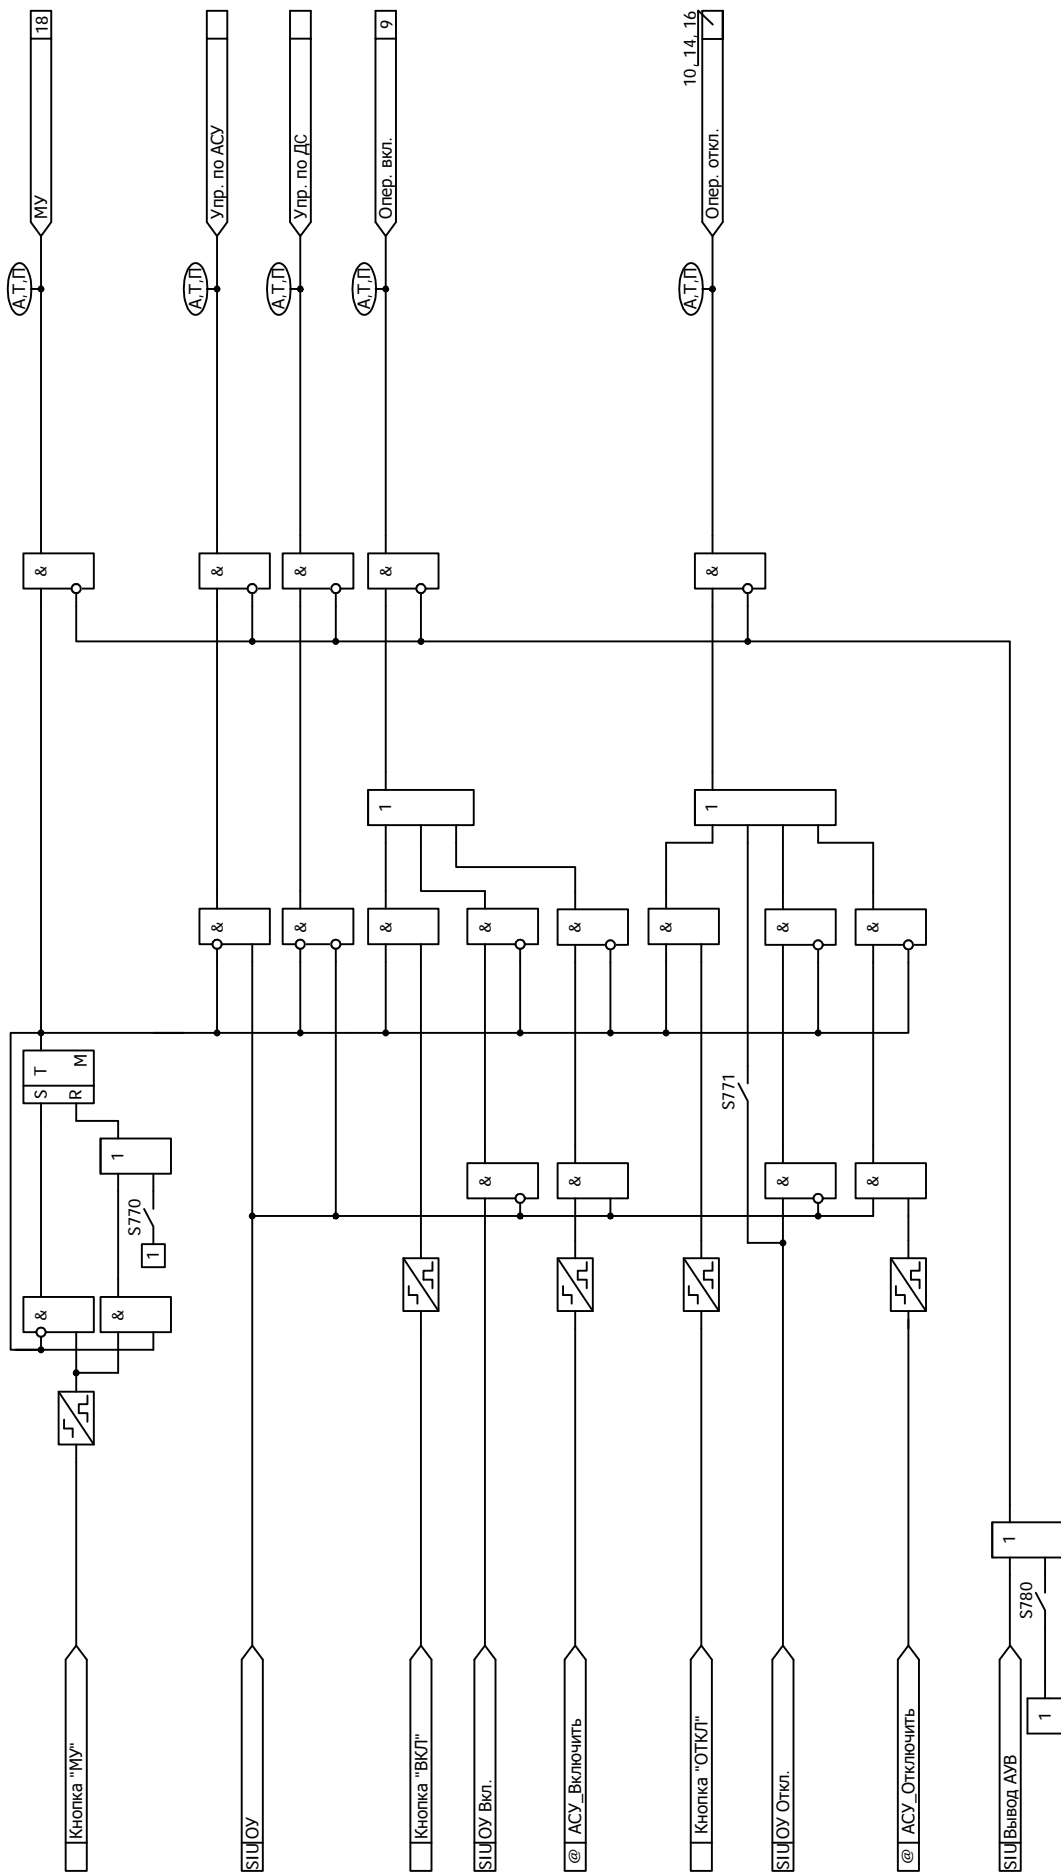 Кнопка "МУ"
SIU ОУ
Кнопка "ВКЛ"
SIU ОУ Вкл.
@ АСУ_Включить
Кнопка "ОТКЛ"
SIU ОУ Откл.
@ АСУ_Отключить
SIU Вывод АУВ
1
S780
1
&
&
1
S770
1
S T
R M
&
&
&
&
S771
&
&
&
&
&
&
&
&
1
1
&
&
&
&
&
А,Т,П
А,Т,П
А,Т,П
А,Т,П
А,Т,П
МУ 18
Упр. по АСУ
Упр. по ДС
Опер. вкл. 9
Опер. откл.
10, 14, 16